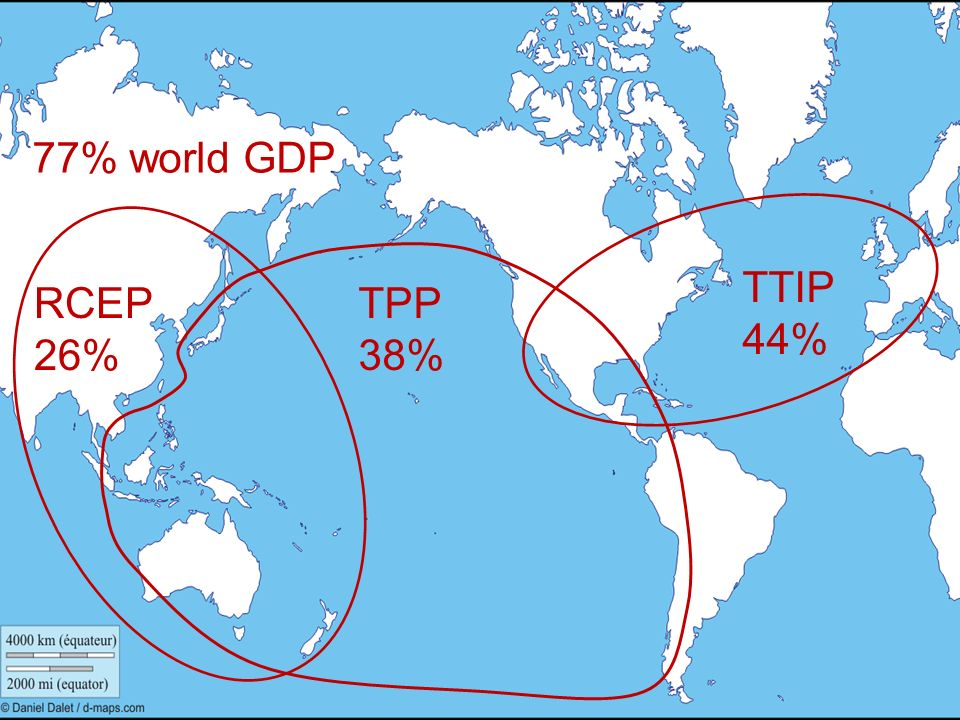 77% world GDP
RCEP
26%
TPP
38%
TTIP
44%
4000 km (équateur)
2000 mi (equator)
© Daniel Dalet / d-maps.com